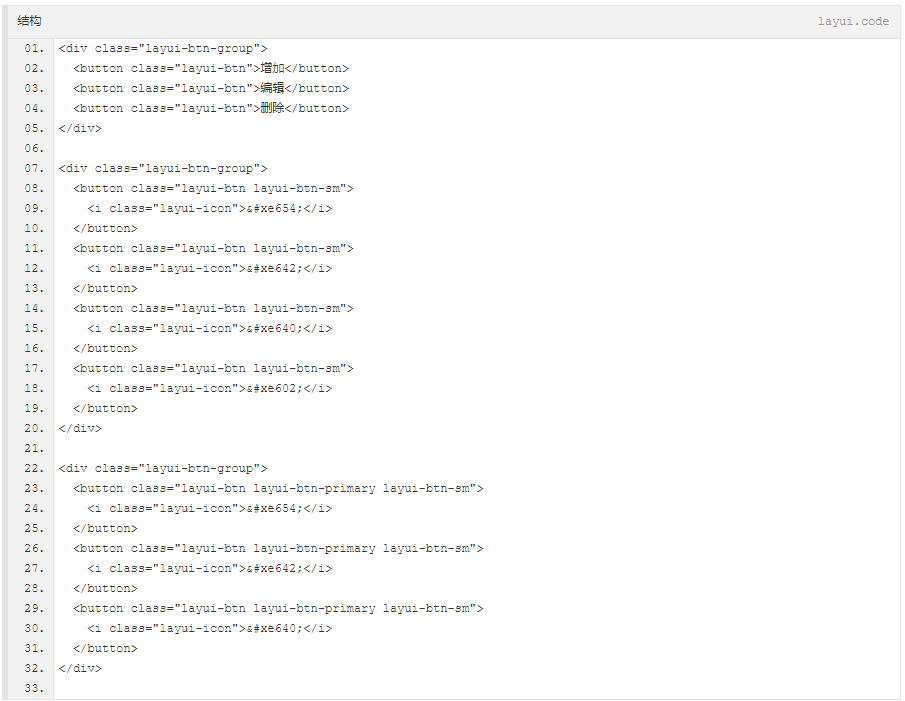 结构 layui.code
01. <div class="layui-btn-group">
02.   <button class="layui-btn">增加</button>
03.   <button class="layui-btn">编辑</button>
04.   <button class="layui-btn">删除</button>
05. </div>
06.
07. <div class="layui-btn-group">
08.   <button class="layui-btn layui-btn-sm">
09.     <i class="layui-icon">&#xe654;</i>
10.   </button>
11.   <button class="layui-btn layui-btn-sm">
12.     <i class="layui-icon">&#xe642;</i>
13.   </button>
14.   <button class="layui-btn layui-btn-sm">
15.     <i class="layui-icon">&#xe640;</i>
16.   </button>
17.   <button class="layui-btn layui-btn-sm">
18.     <i class="layui-icon">&#xe602;</i>
19.   </button>
20. </div>
21.
22. <div class="layui-btn-group">
23.   <button class="layui-btn layui-btn-primary layui-btn-sm">
24.     <i class="layui-icon">&#xe654;</i>
25.   </button>
26.   <button class="layui-btn layui-btn-primary layui-btn-sm">
27.     <i class="layui-icon">&#xe642;</i>
28.   </button>
29.   <button class="layui-btn layui-btn-primary layui-btn-sm">
30.     <i class="layui-icon">&#xe640;</i>
31.   </button>
32. </div>
33.